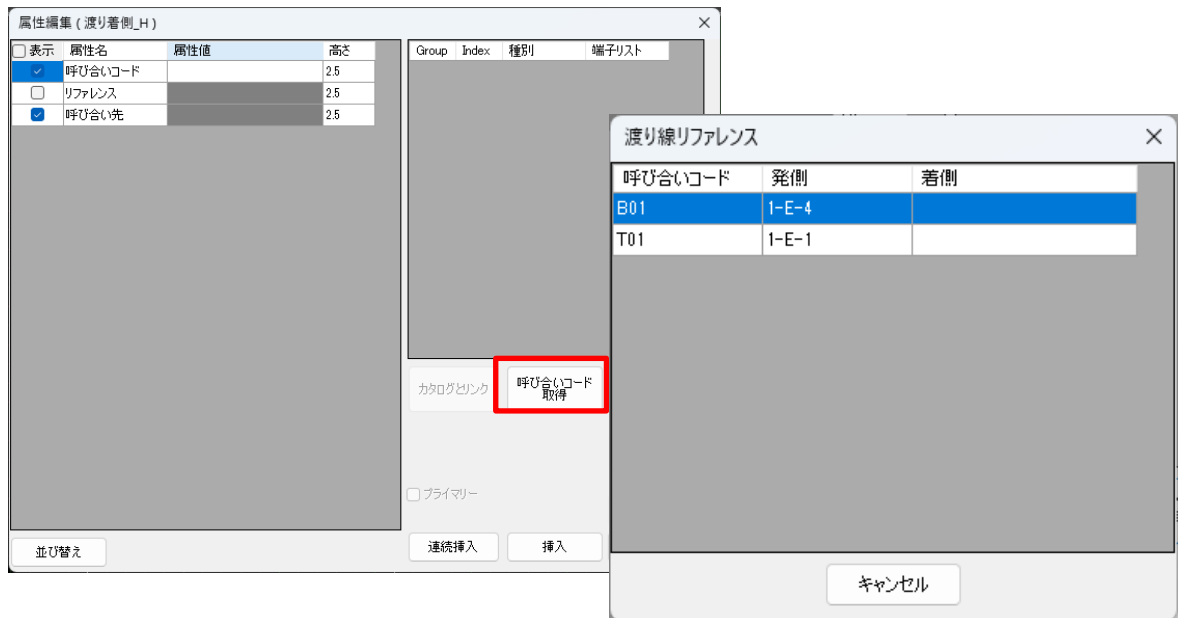 属性編集 ( 渡り着側_H )
表示 属性名 属性値 高さ
呼び合いコード 2.5
リファレンス 2.5
呼び合い先 2.5
Group Index 種別 端子リスト
カタログとリンク
呼び合いコード
取得
プライマリー
並び替え
連続挿入
挿入
渡り線リファレンス
呼び合いコード 発側 着側
B01 1-E-4
T01 1-E-1
キャンセル